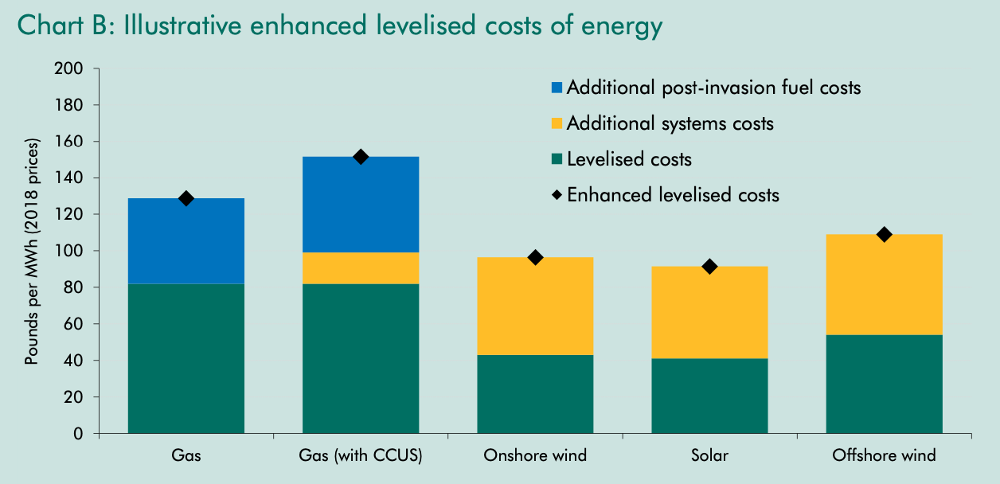 Chart B: Illustrative enhanced levelised costs of energy
Pounds per MWh (2018 prices)
200
180
160
140
120
100
80
60
40
20
0
Additional post-invasion fuel costs
Additional systems costs
Levelised costs
Enhanced levelised costs
Gas
Gas (with CCUS)
Onshore wind
Solar
Offshore wind